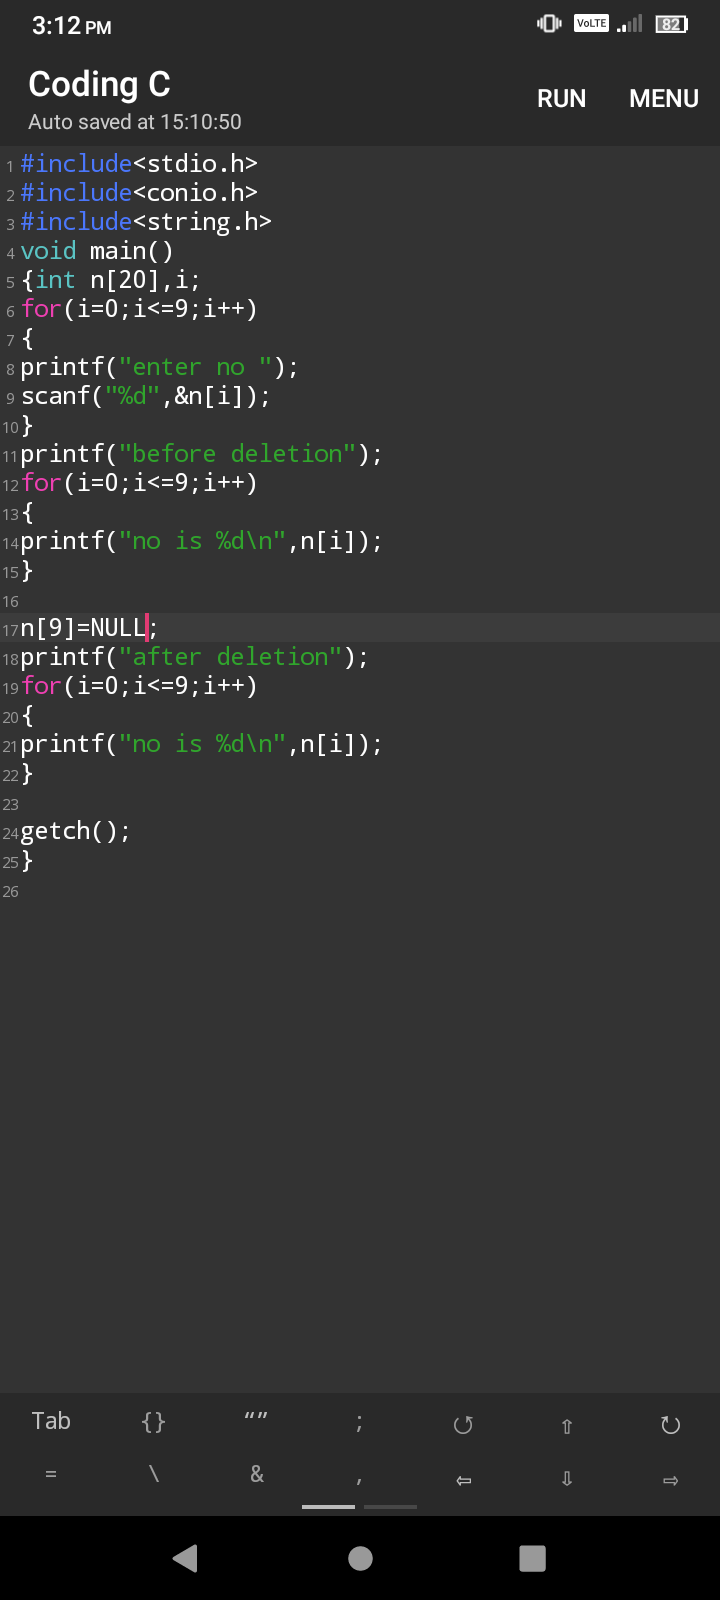 3:12 PM
VoLTE
82
Coding C
RUN MENU
Auto saved at 15:10:50
1 #include<stdio.h>
2 #include<conio.h>
3 #include<string.h>
4 void main()
5 {int n[20],i;
6 for(i=0;i<=9;i++)
7 {
8 printf("enter no ");
9 scanf("%d",&n[i]);
10 }
11 printf("before deletion");
12 for(i=0;i<=9;i++)
13 {
14 printf("no is %d\n",n[i]);
15 }
16
17 n[9]=NULL;
18 printf("after deletion");
19 for(i=0;i<=9;i++)
20 {
21 printf("no is %d\n",n[i]);
22 }
23
24 getch();
25 }
26
Tab {} “” ; ↺ ⇧ ↻
= \ & , ⇦ ⇩ ⇨